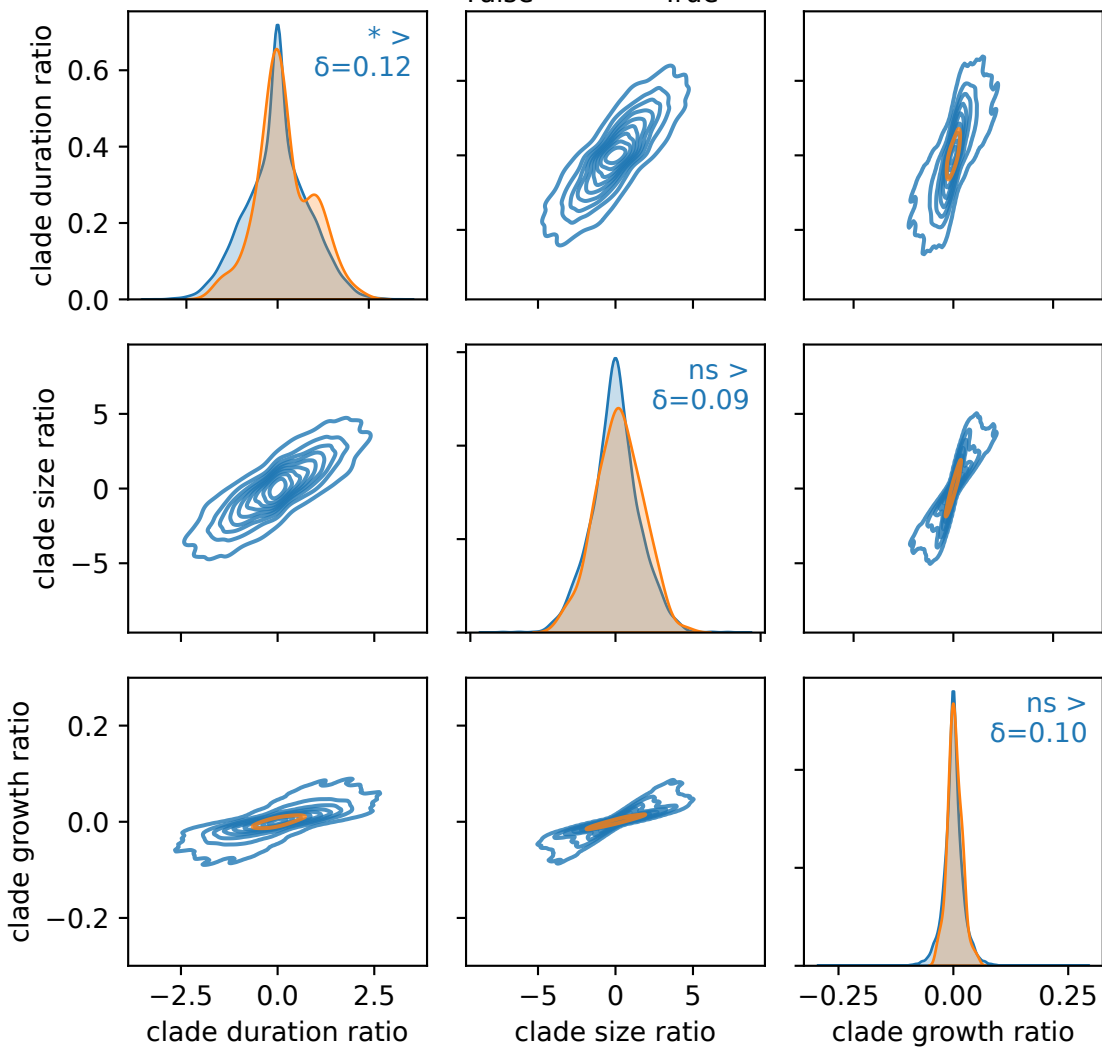 clade duration ratio
0.6
0.4
0.2
0.0
* >
δ=0.12
clade size ratio
5
0
−5
ns >
δ=0.09
clade growth ratio
0.2
0.0
−0.2
ns >
δ=0.10
−2.5 0.0 2.5
−5 0 5
−0.25 0.00 0.25
clade duration ratio
clade size ratio
clade growth ratio